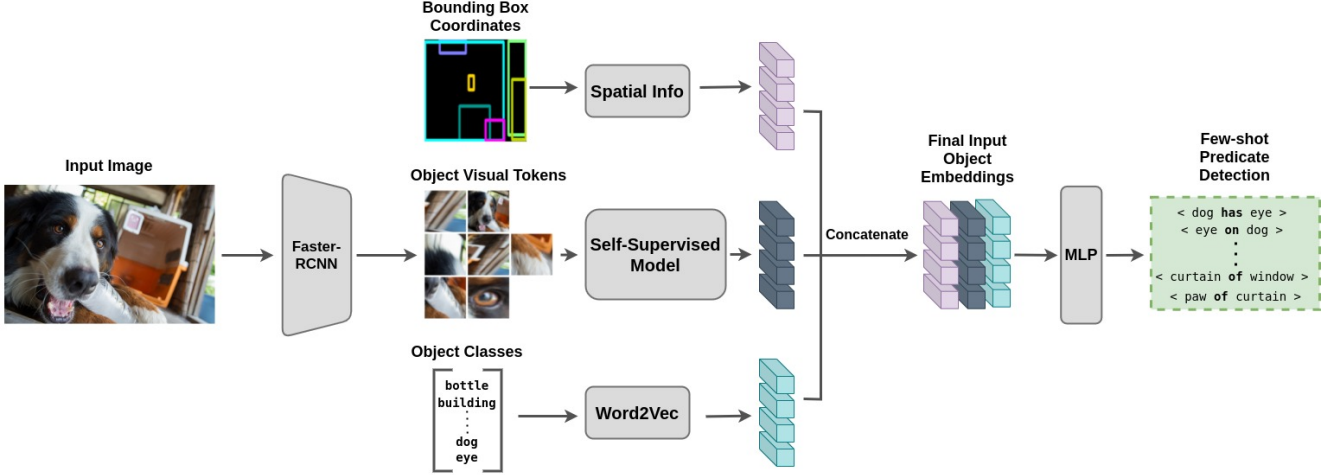 Bounding Box
Coordinates
Spatial Info
Input Image
Faster-
RCNN
Object Visual Tokens
Self-Supervised
Model
Object Classes
bottle
building
dog
eye
Word2Vec
Concatenate
Final Input
Object
Embeddings
MLP
Few-shot
Predicate
Detection
< dog has eye >
< eye on dog >
< curtain of window >
< paw of curtain >